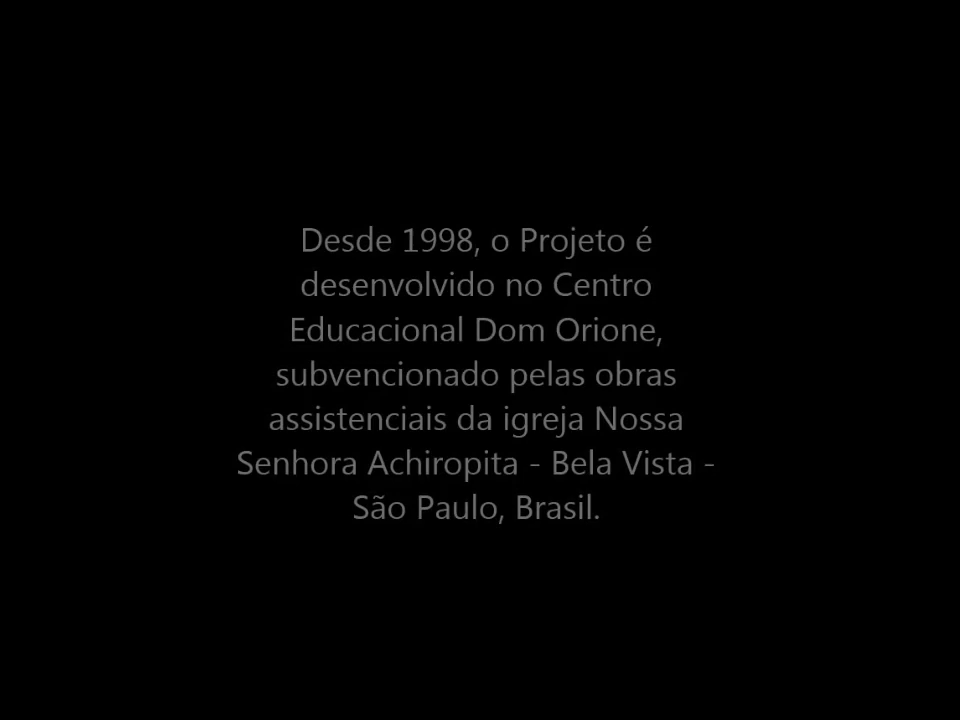 Desde 1998, o Projeto é
desenvolvido no Centro
Educacional Dom Orione,
subvencionado pelas obras
assistenciais da igreja Nossa
Senhora Achiropita - Bela Vista -
São Paulo, Brasil.